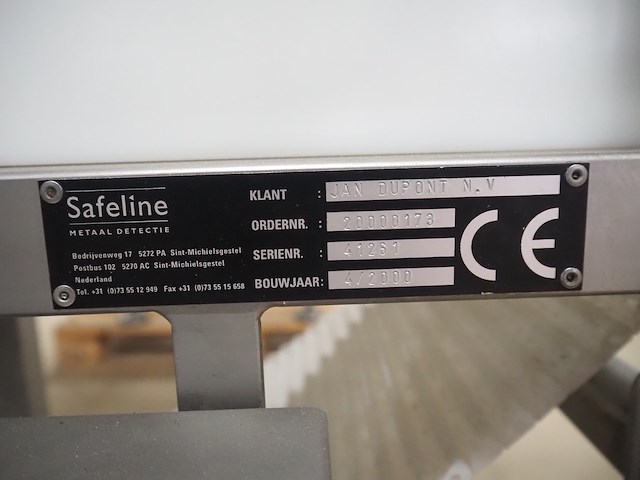 Safeline
METAAL DETECTIE
Bedrijvenweg 17 5272 PA Sint-Michielsgestel
Postbus 102 5270 AC Sint-Michielsgestel
Nederland
Tel. +31 (0)73 55 12 949 Fax +31 (0)73 55 15 658
KLANT : JAN DUPONT N.V
ORDERNR. : 20000173
SERIENR. : 41261
BOUWJAAR: 4/2000
CE